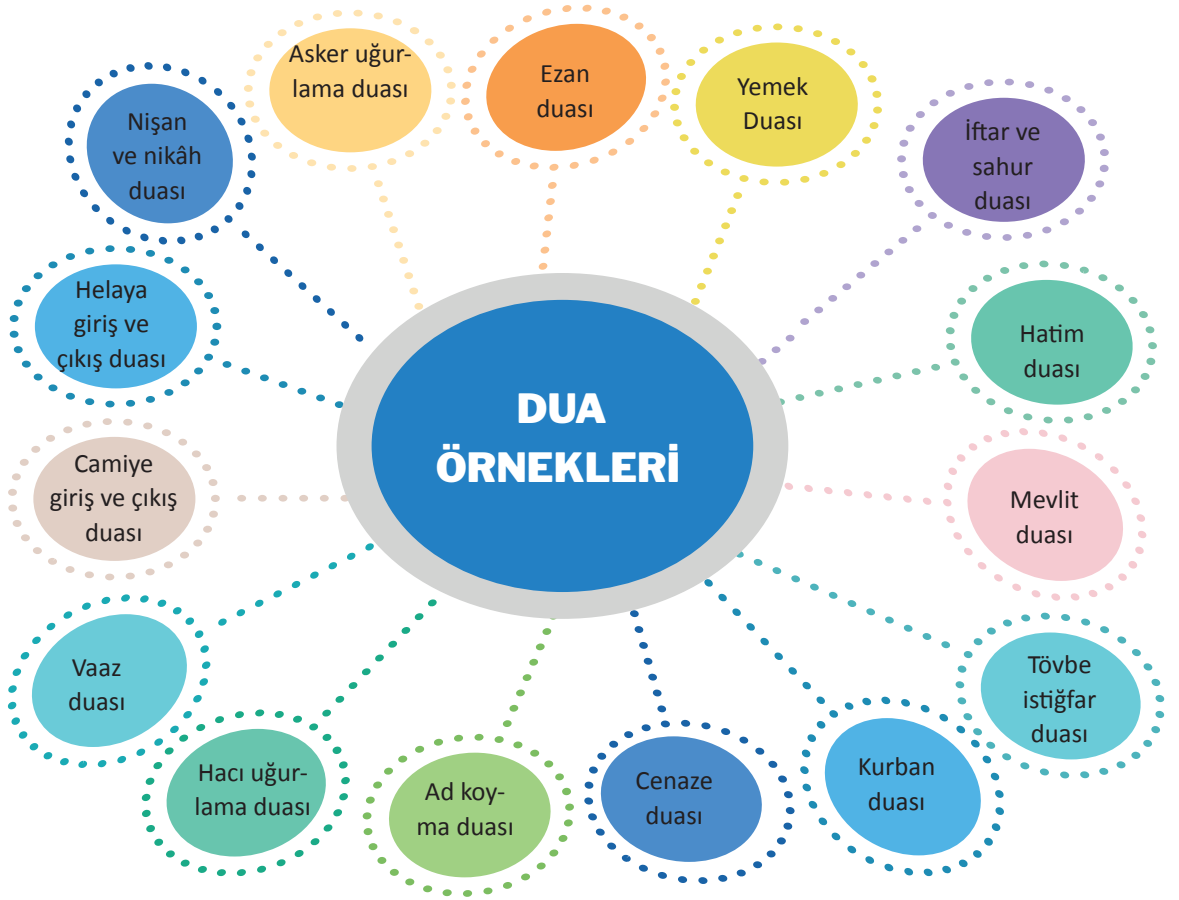 Asker uğur-
lama duası
Ezan
duası
Yemek
Duası
İftar ve
sahur
duası
Nişan
ve nikâh
duası
Helaya
giriş ve
çıkış duası
Hatim
duası
DUA
ÖRNEKLERİ
Camiye
giriş ve çıkış
duası
Mevlit
duası
Vaaz
duası
Tövbe
istiğfar
duası
Hacı uğur-
lama duası
Ad koy-
ma duası
Cenaze
duası
Kurban
duası